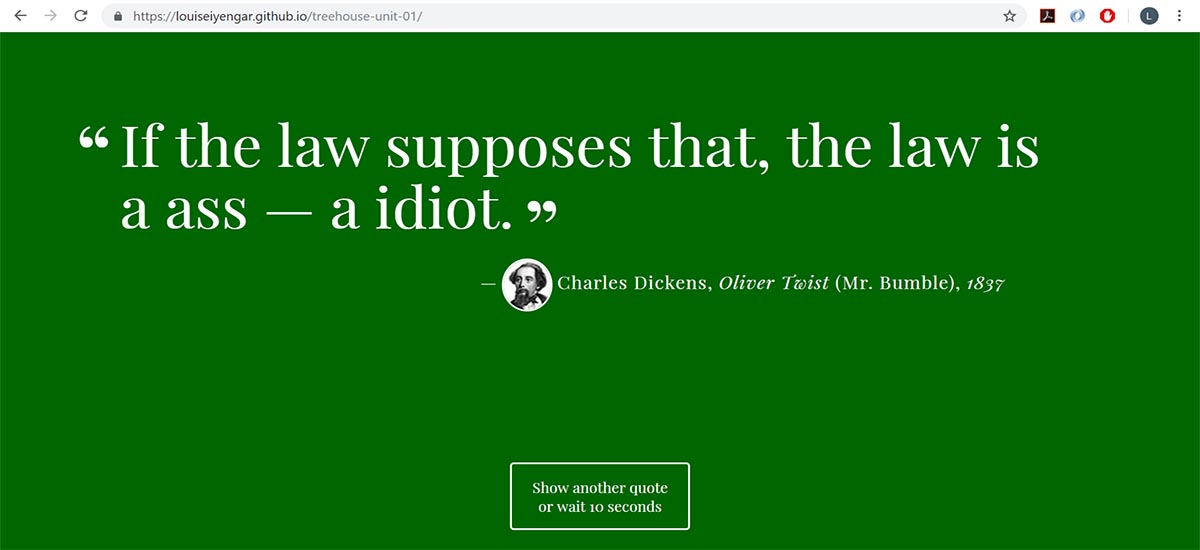 https://louiseiyengar.github.io/treehouse-unit-01/
L
“ If the law supposes that, the law is
a ass — a idiot. ”
— Charles Dickens, Oliver Twist (Mr. Bumble), 1837
Show another quote
or wait 10 seconds